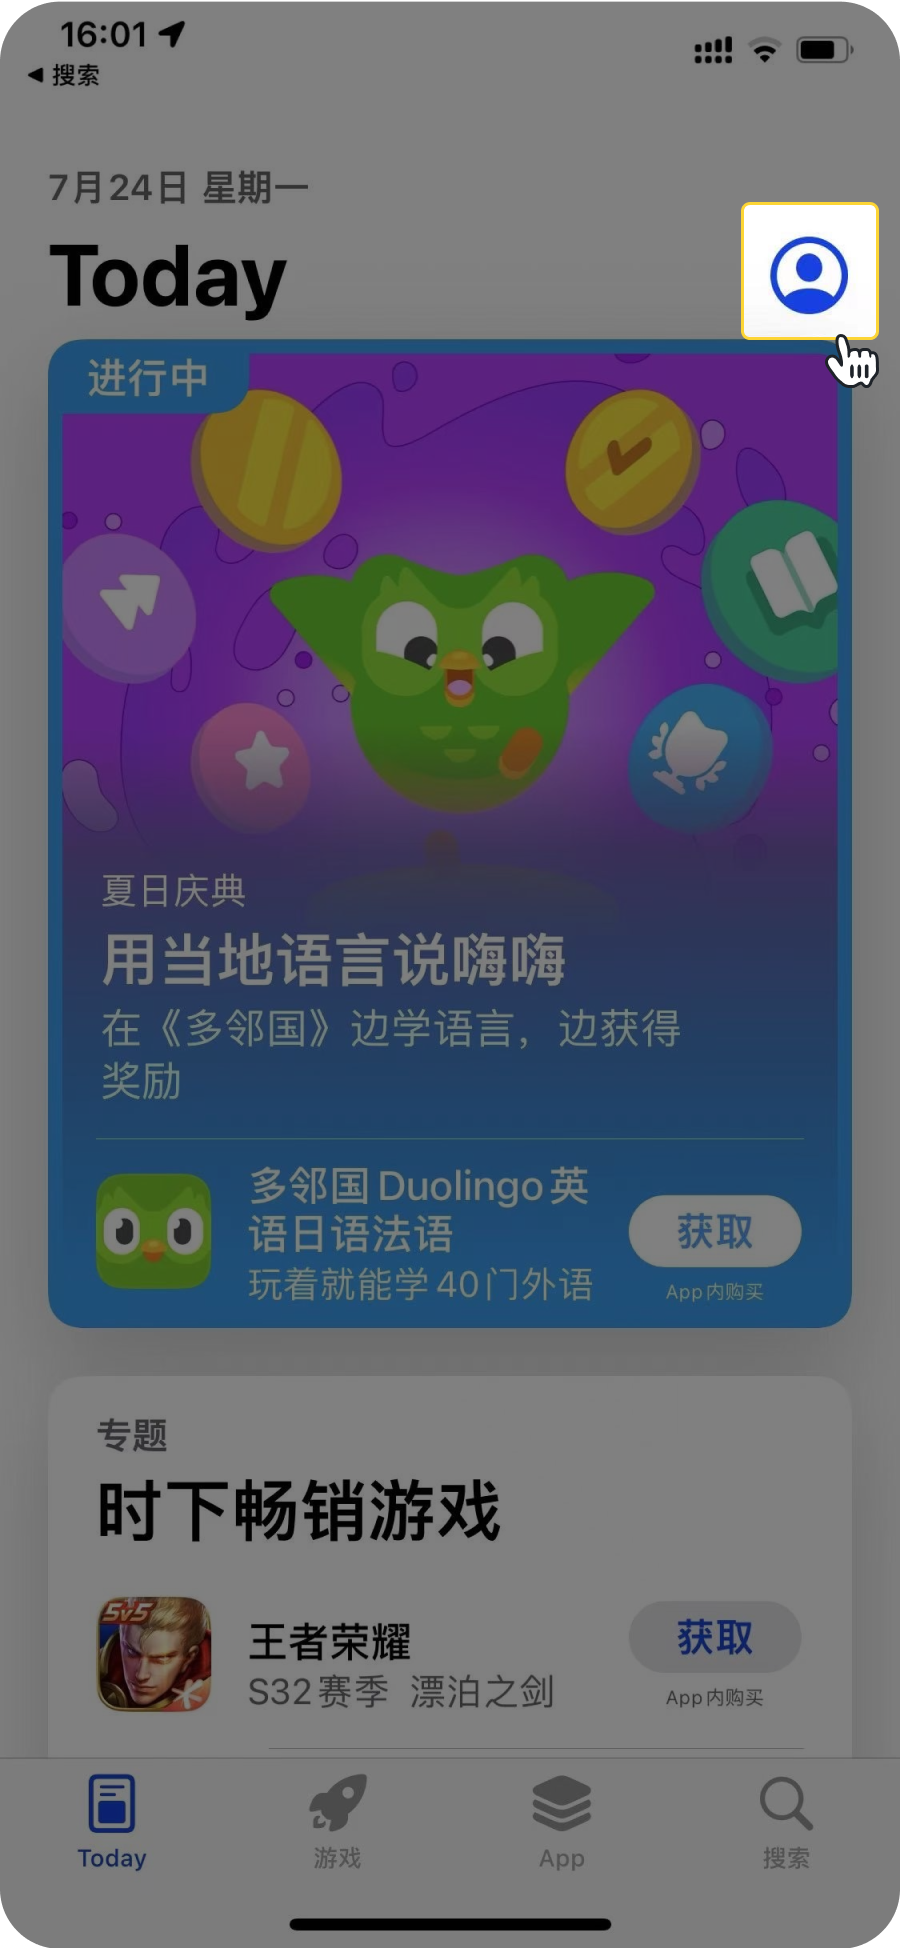 16:01
搜索
7月24日 星期一
Today
进行中
夏日庆典
用当地语言说嗨嗨
在《多邻国》边学语言，边获得
奖励
多邻国 Duolingo 英
语日语法语
玩着就能学 40 门外语
获取
App 内购买
专题
时下畅销游戏
5v5
王者荣耀
S32 赛季 漂泊之剑
获取
App 内购买
Today
游戏
App
搜索